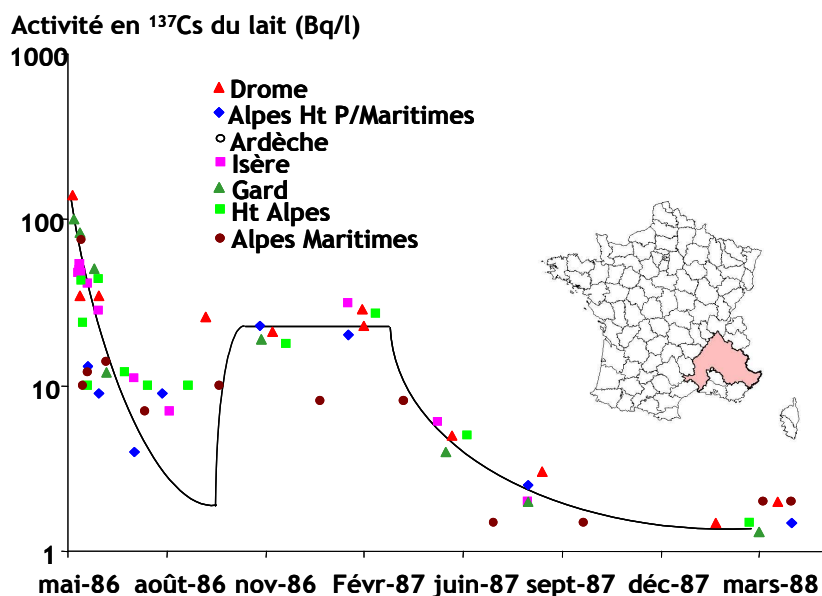 Activité en ¹³⁷Cs du lait (Bq/l)
1000
Drome
Alpes Ht P/Maritimes
Ardèche
Isère
Gard
Ht Alpes
Alpes Maritimes
100
10
1
mai-86 août-86 nov-86 Févr-87 juin-87 sept-87 déc-87 mars-88